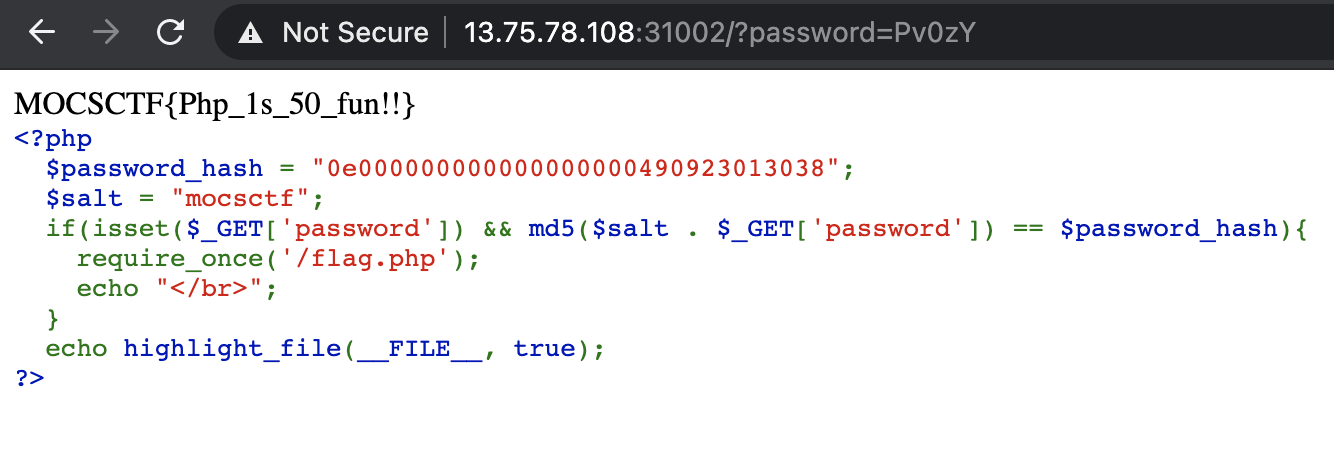 Not Secure 13.75.78.108:31002/?password=Pv0zY
MOCSCTF{Php_1s_50_fun!!}
<?php
  $password_hash = "0e00000000000000000490923013038";
  $salt = "mocsctf";
  if(isset($_GET['password']) && md5($salt . $_GET['password']) == $password_hash){
    require_once('/flag.php');
    echo "</br>";
  }
  echo highlight_file(__FILE__, true);
?>